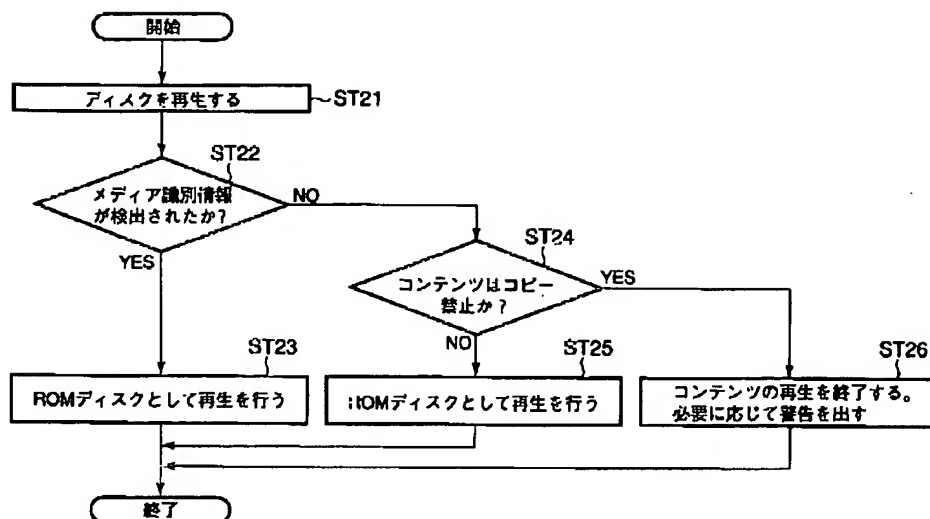 開始
ディスクを再生する
ST21
ST22
メディア識別情報
が検出されたか?
NO
YES
ST24
コンテンツはコピー
禁止か?
YES
NO
ST23
ROMディスクとして再生を行う
ST25
ROMディスクとして再生を行う
ST26
コンテンツの再生を終了する。
必要に応じて警告を出す
終了